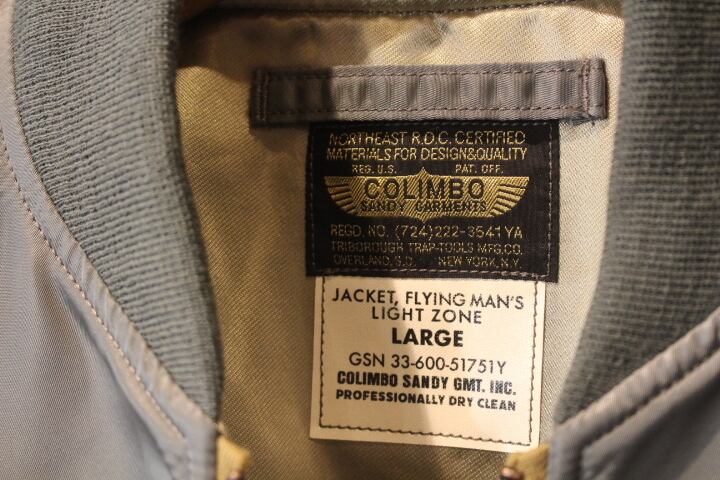 NORTHEAST R.D.C. CERTIFIED
MATERIALS FOR DESIGN&QUALITY
REG. U.S. PAT. OFF.
COLIMBO
SANDY GARMENTS
REGD. NO. (724)222-3541YA
TRIBOROUGH TRAP-TOOLS MFG.CO.
OVERLAND, S.D. NEW YORK, N.Y.
JACKET, FLYING MAN'S
LIGHT ZONE
LARGE
GSN 33-600-51751Y
COLIMBO SANDY GMT. INC.
PROFESSIONALLY DRY CLEAN